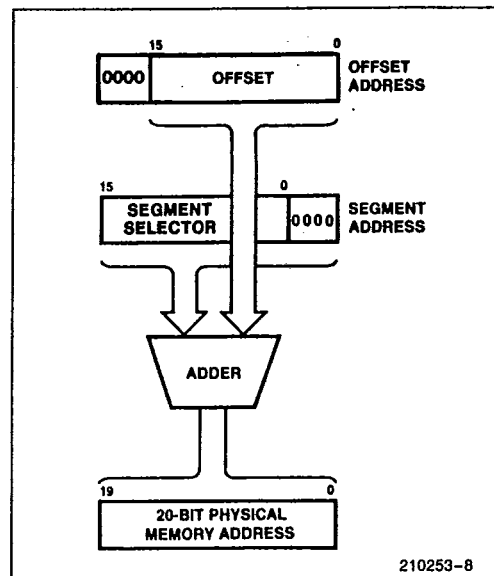 15 0
0000 OFFSET
OFFSET
ADDRESS
15 0
SEGMENT
SELECTOR
0000
SEGMENT
ADDRESS
ADDER
19 0
20-BIT PHYSICAL
MEMORY ADDRESS
210253-8